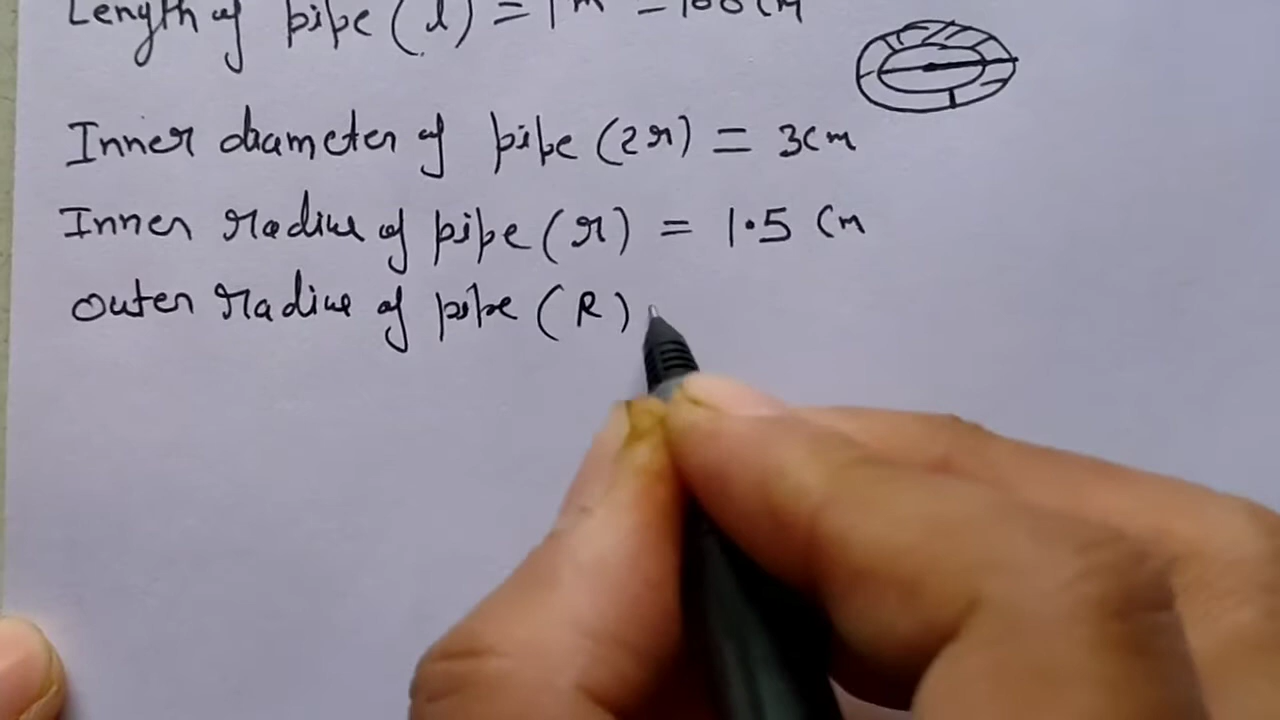 Length of pipe (l) = 1 m = 100 cm
Inner diameter of pipe (2r) = 3cm
Inner radius of pipe (r) = 1.5 cm
Outer radius of pipe (R)